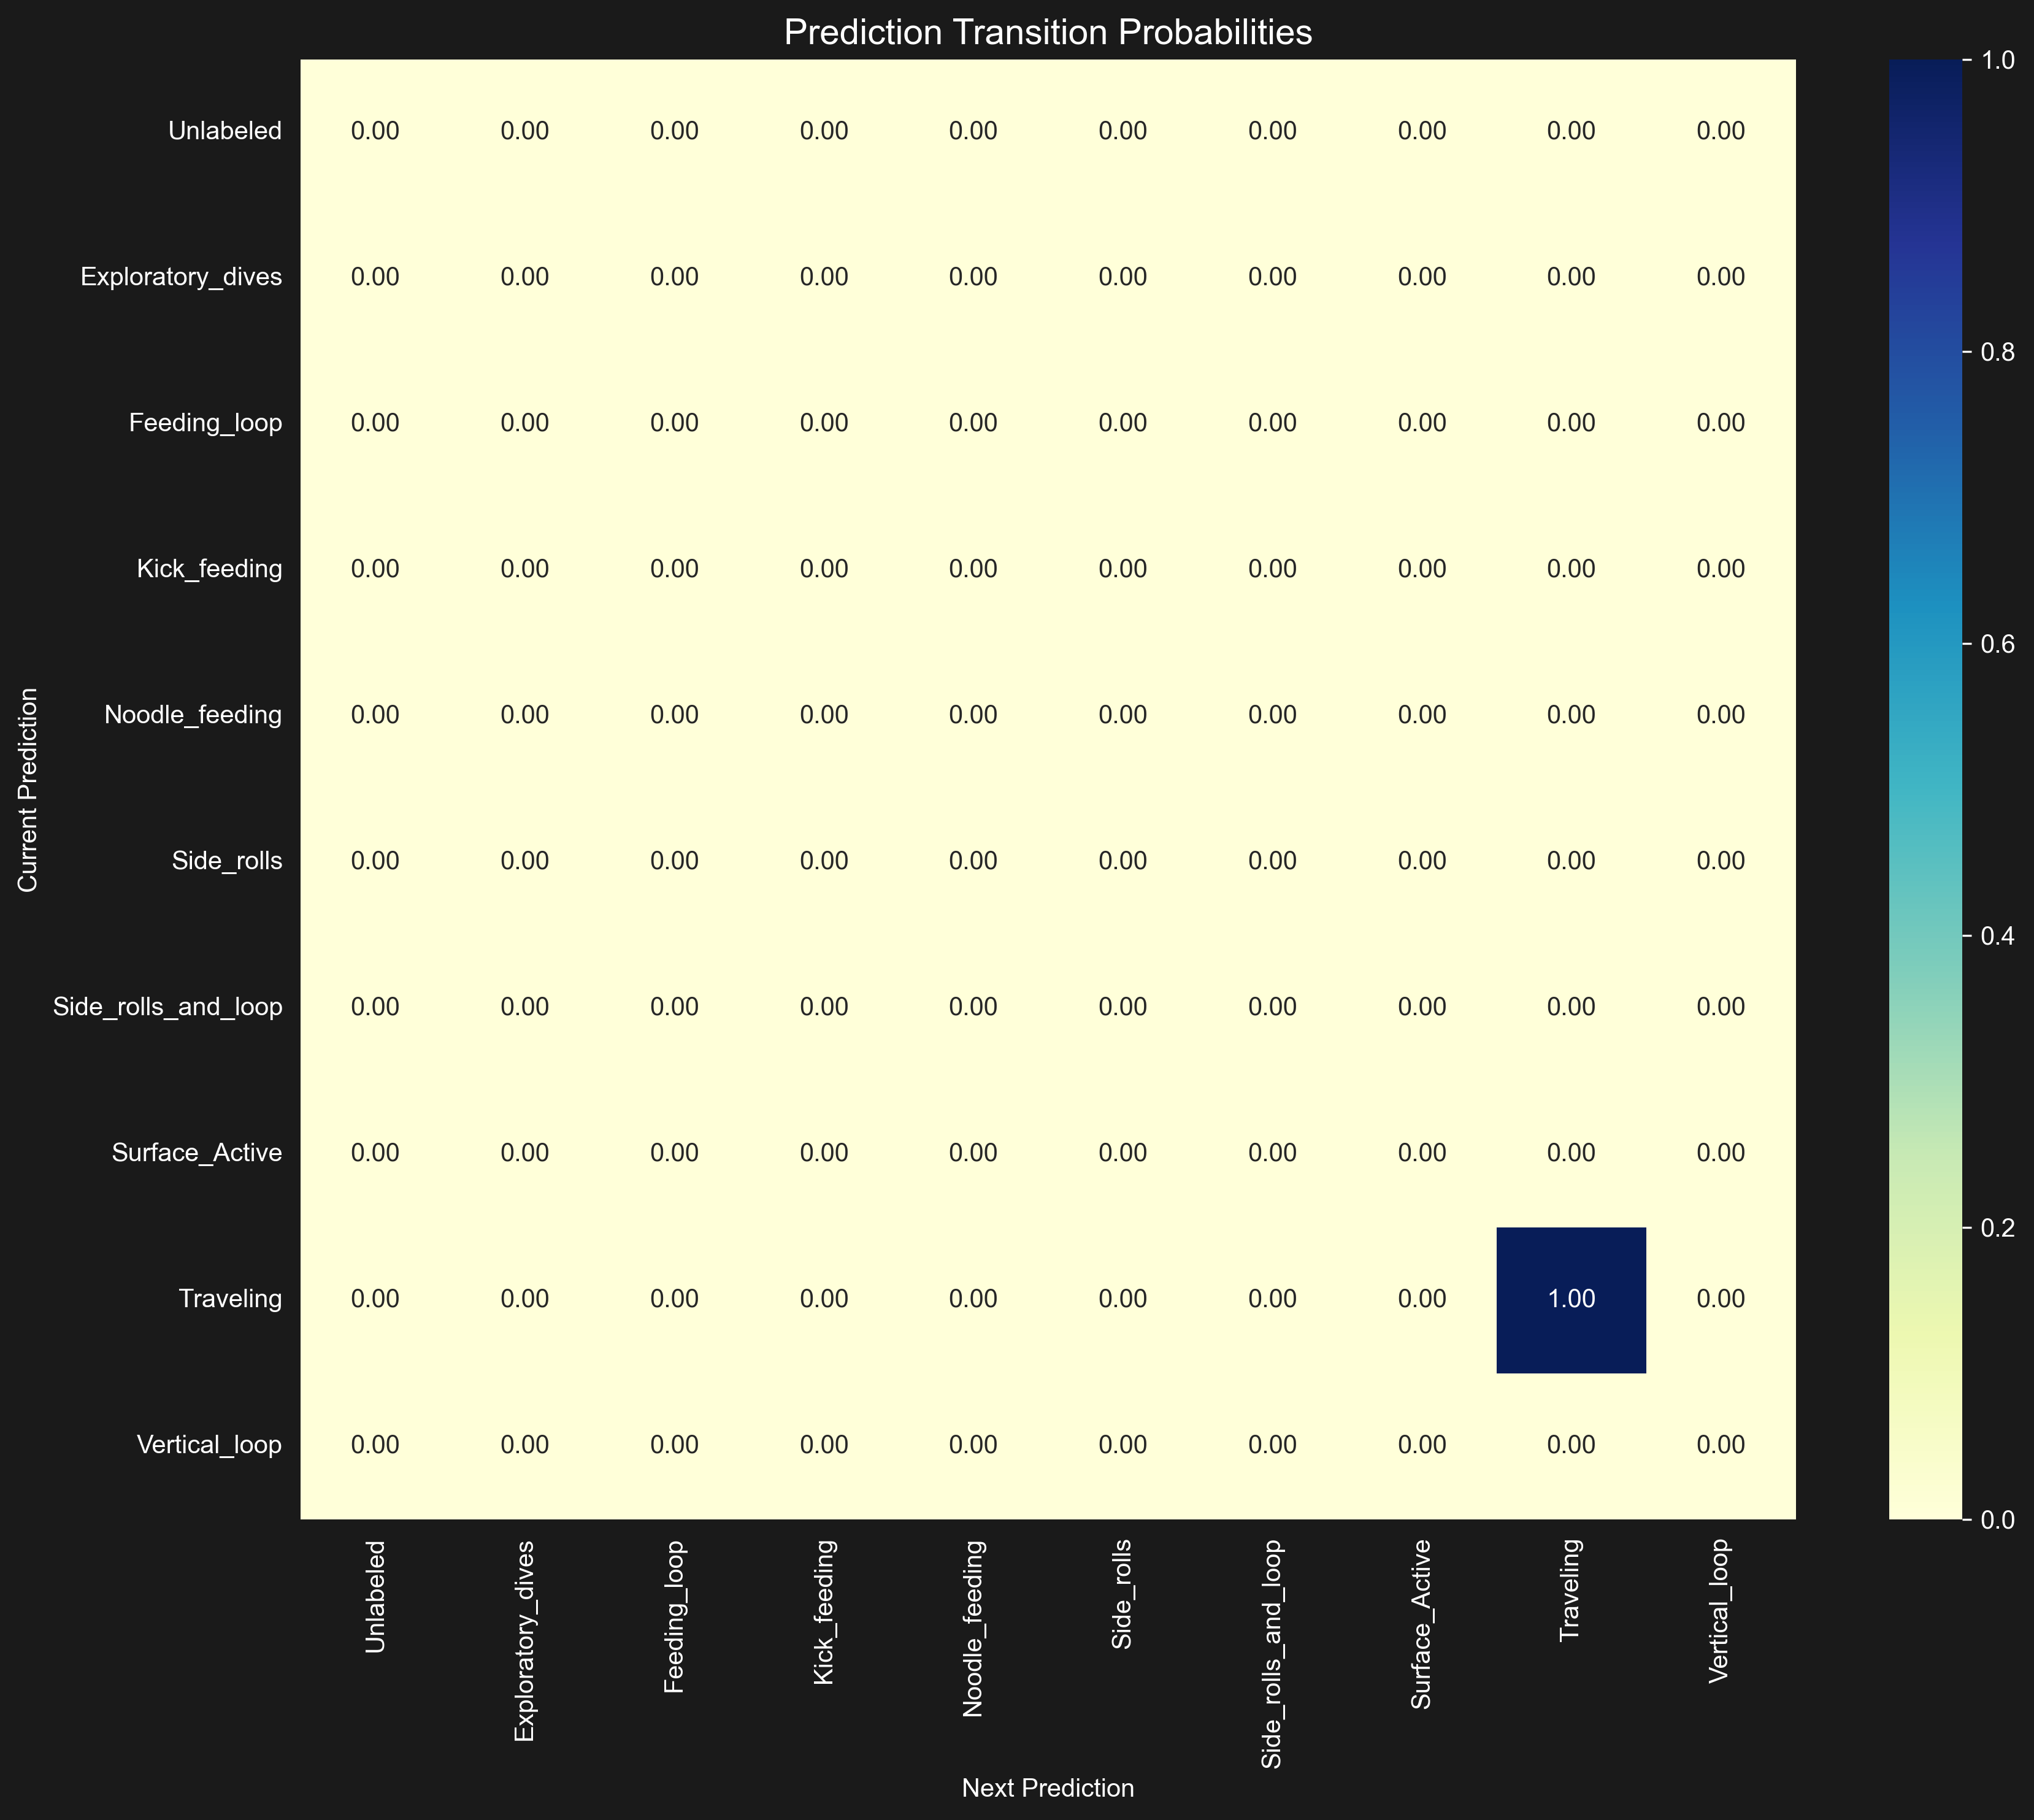 Prediction Transition Probabilities
Unlabeled 0.00 0.00 0.00 0.00 0.00 0.00 0.00 0.00 0.00 0.00
Exploratory_dives 0.00 0.00 0.00 0.00 0.00 0.00 0.00 0.00 0.00 0.00
Feeding_loop 0.00 0.00 0.00 0.00 0.00 0.00 0.00 0.00 0.00 0.00
Kick_feeding 0.00 0.00 0.00 0.00 0.00 0.00 0.00 0.00 0.00 0.00
Noodle_feeding 0.00 0.00 0.00 0.00 0.00 0.00 0.00 0.00 0.00 0.00
Side_rolls 0.00 0.00 0.00 0.00 0.00 0.00 0.00 0.00 0.00 0.00
Side_rolls_and_loop 0.00 0.00 0.00 0.00 0.00 0.00 0.00 0.00 0.00 0.00
Surface_Active 0.00 0.00 0.00 0.00 0.00 0.00 0.00 0.00 0.00 0.00
Traveling 0.00 0.00 0.00 0.00 0.00 0.00 0.00 0.00 1.00 0.00
Vertical_loop 0.00 0.00 0.00 0.00 0.00 0.00 0.00 0.00 0.00 0.00
Current Prediction
Unlabeled
Exploratory_dives
Feeding_loop
Kick_feeding
Noodle_feeding
Side_rolls
Side_rolls_and_loop
Surface_Active
Traveling
Vertical_loop
Next Prediction
1.0
0.8
0.6
0.4
0.2
0.0